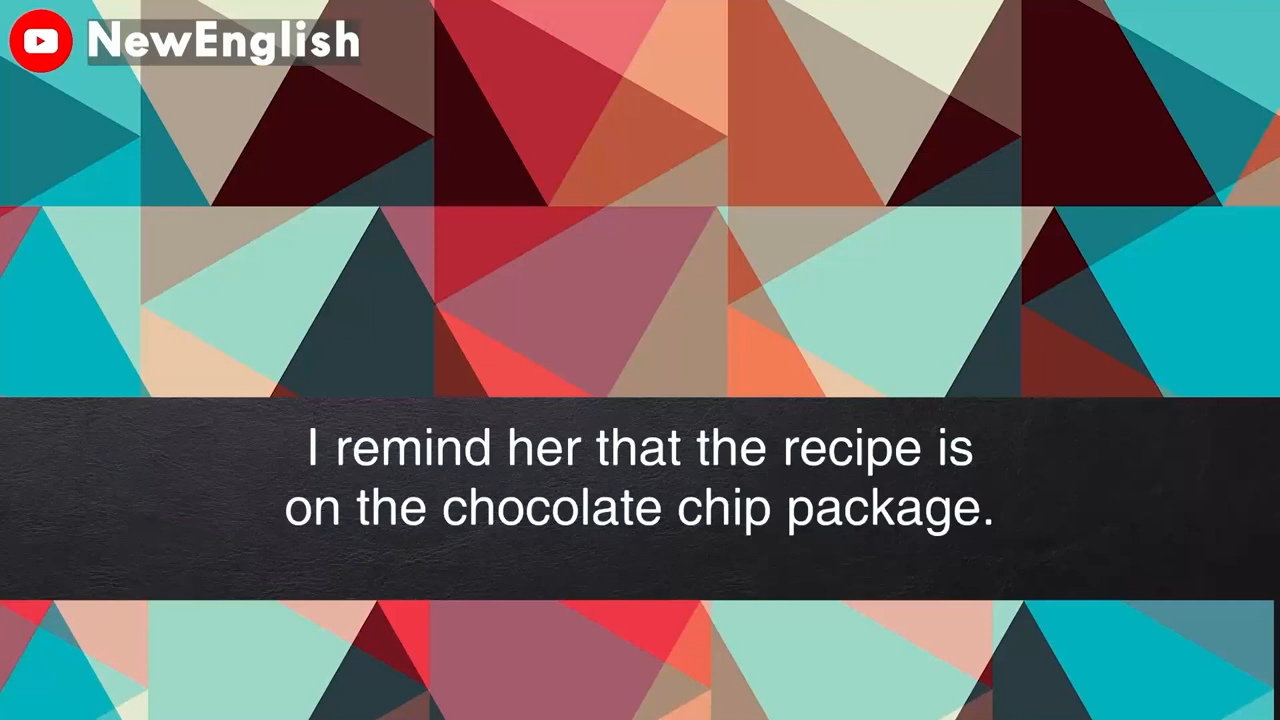 NewEnglish
I remind her that the recipe is
on the chocolate chip package.